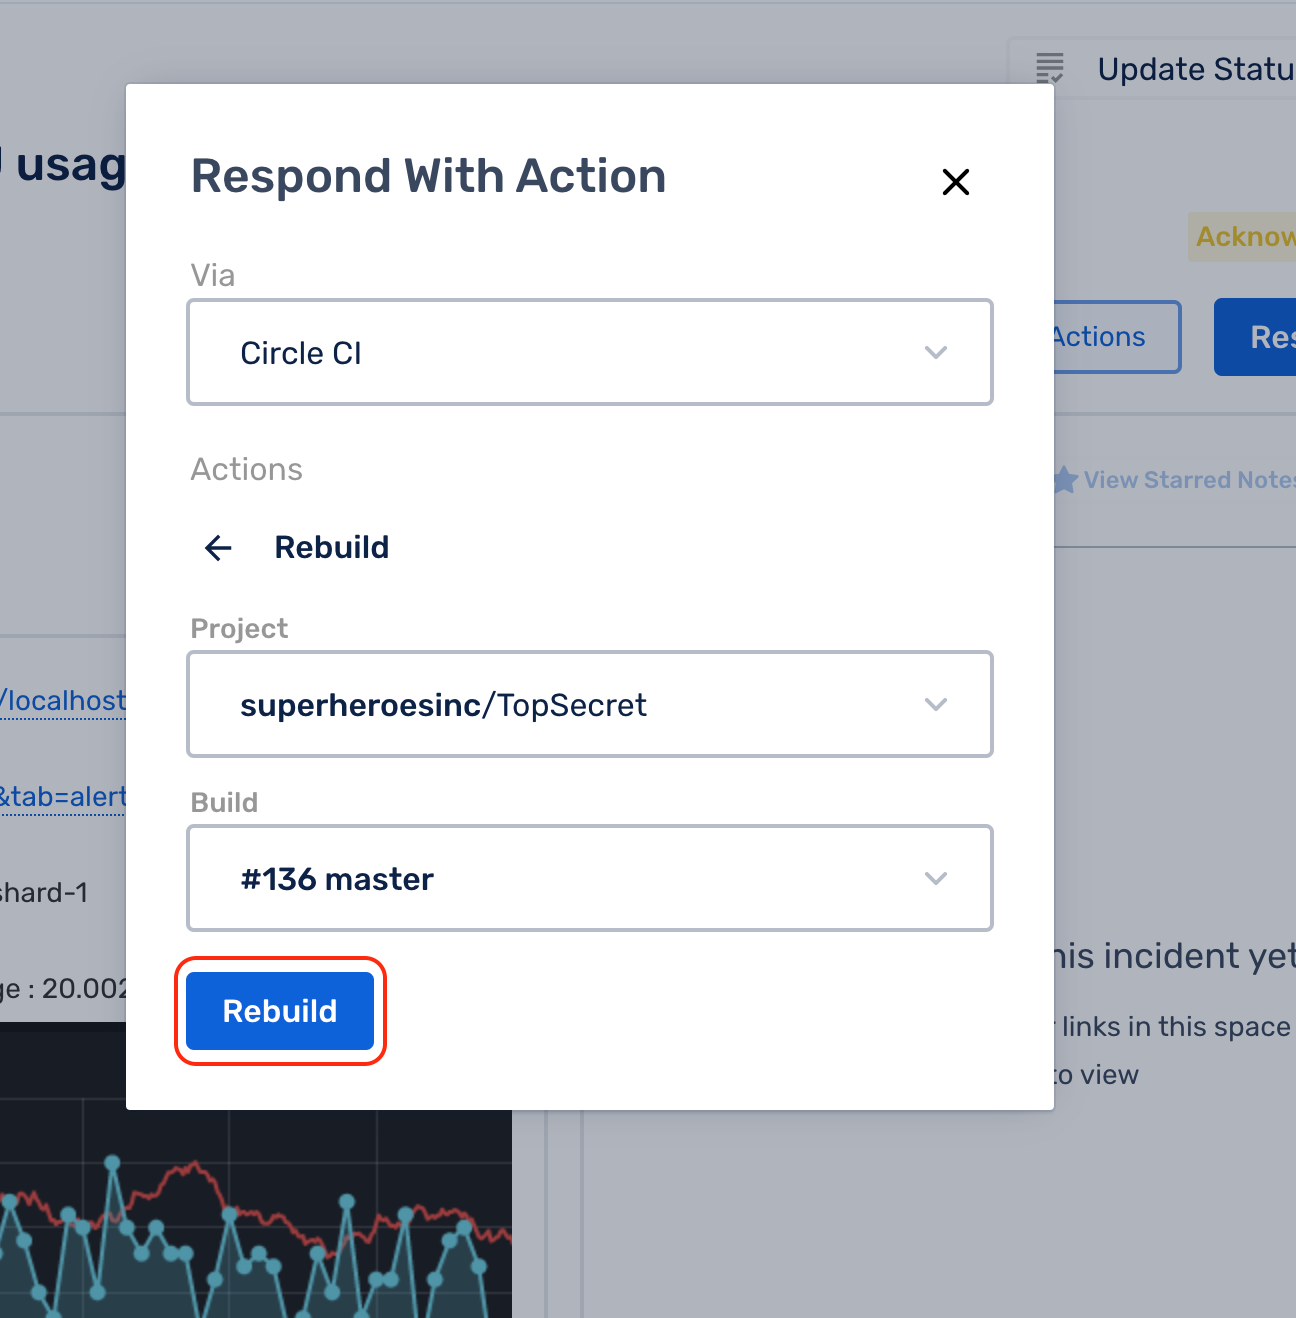 Update Statu
usag
Respond With Action
Acknow
Via
Circle CI
Actions
Res
Actions
View Starred Notes
Rebuild
Project
/localhost
superheroesinc/TopSecret
&tab=alert
Build
#136 master
shard-1
his incident yet
ge : 20.002
Rebuild
links in this space
to view